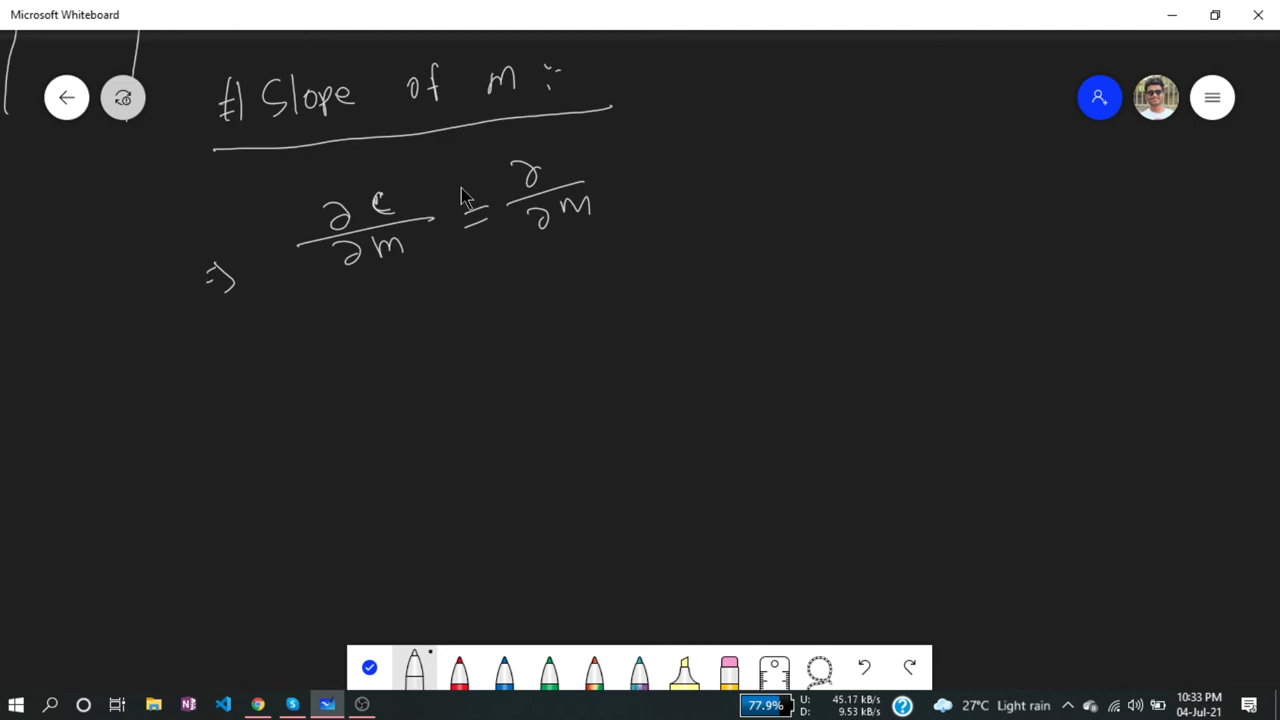 Microsoft Whiteboard
#) Slope of m :-
∂c/∂m = ∂/∂m
=>
77.9%
U: 45.17 kB/s
D: 9.53 kB/s
27°C Light rain
10:33 PM
04-Jul-21